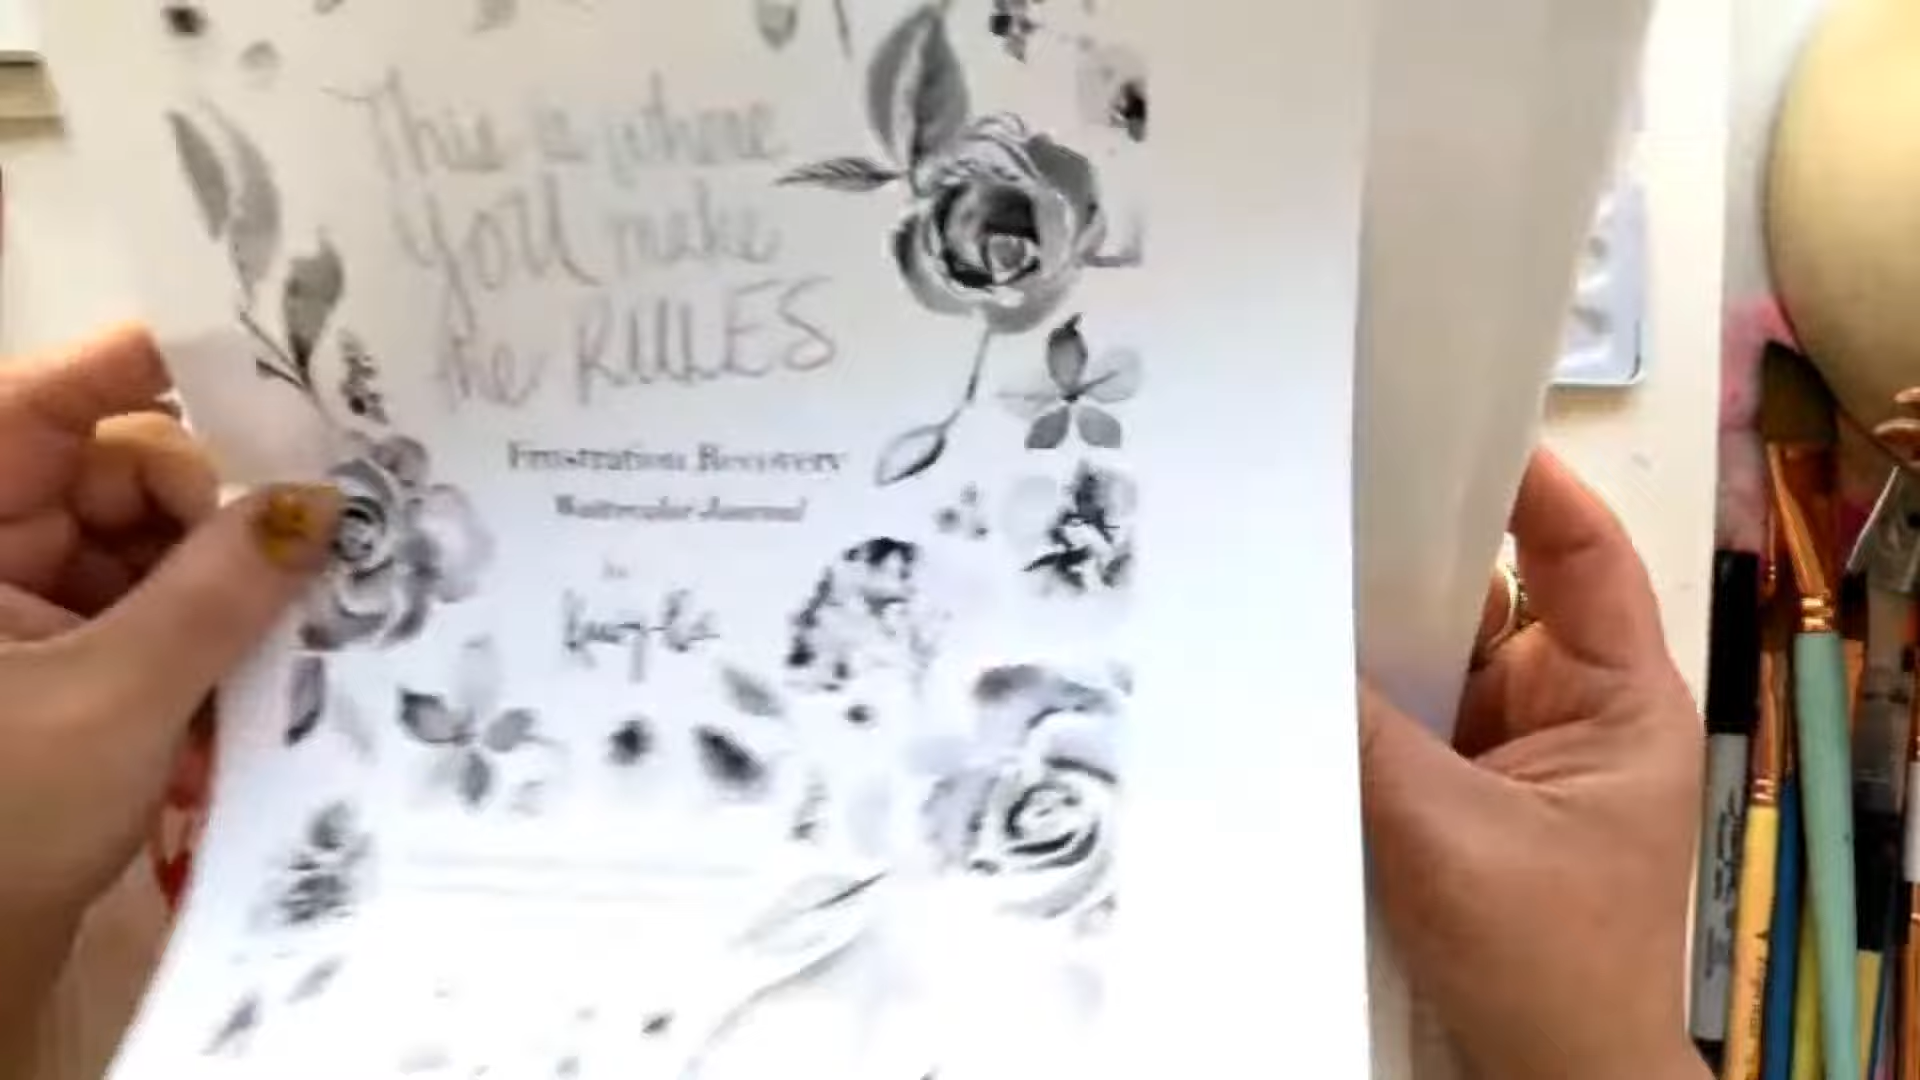 This is where
YOU make
the RULES
Frustration Recovery
Watercolor Journal